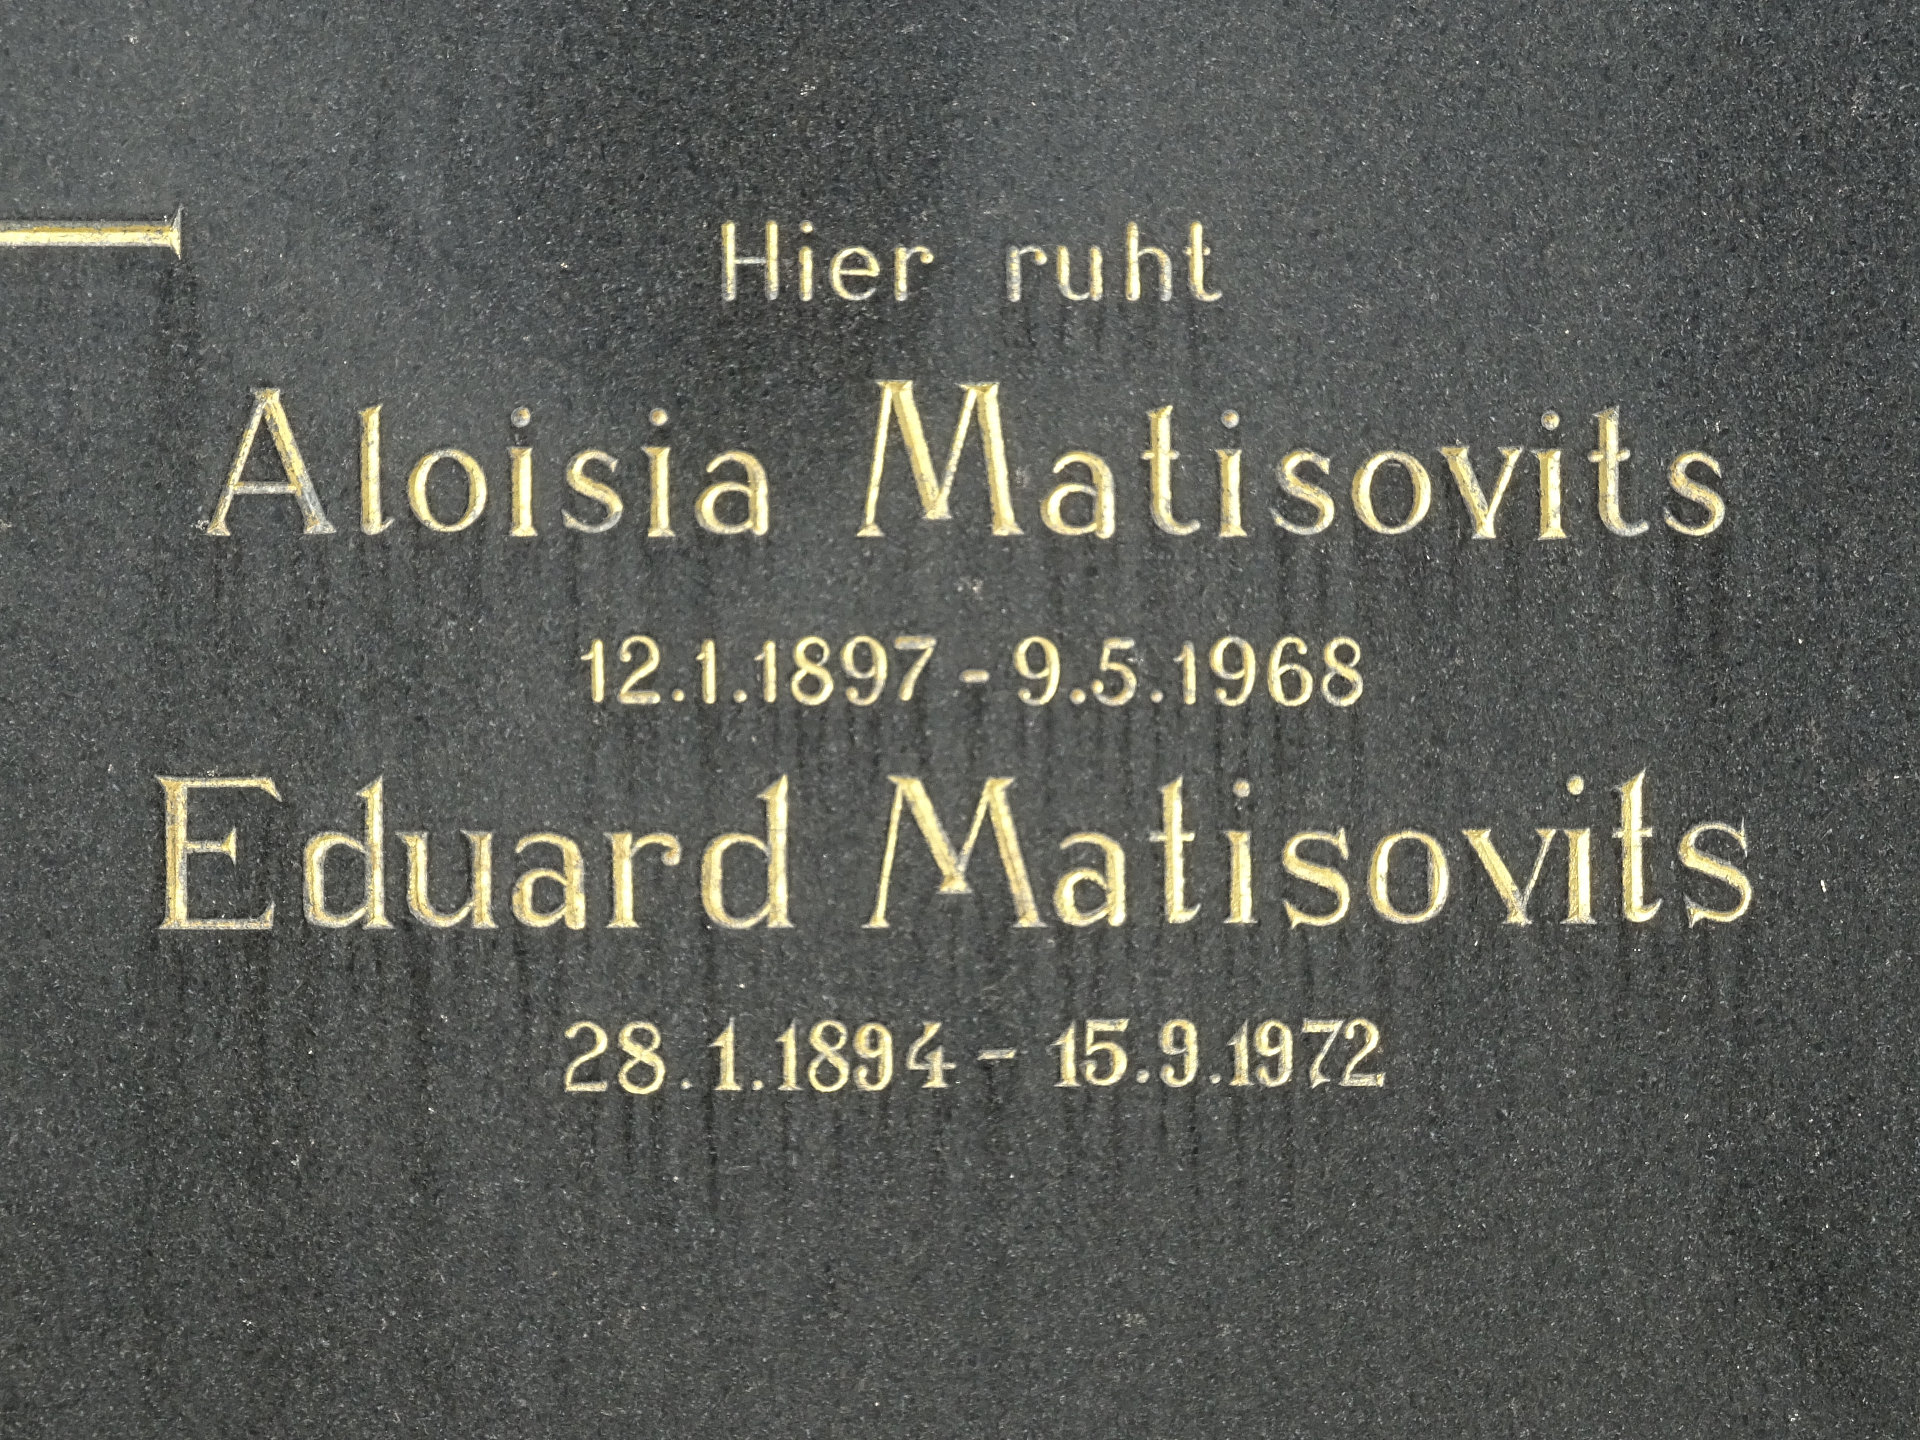 Hier ruht
Aloisia Matisovits
12.1.1897 - 9.5.1968
Eduard Matisovits
28.1.1894 - 15.9.1972